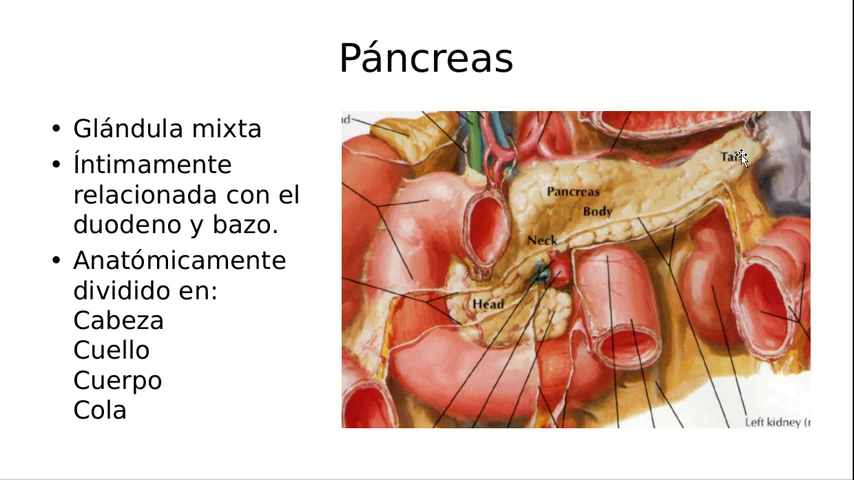 Páncreas
• Glándula mixta
• Íntimamente
relacionada con el
duodeno y bazo.
• Anatómicamente
dividido en:
Cabeza
Cuello
Cuerpo
Cola
Pancreas
Body
Neck
Head
Left kidney (r